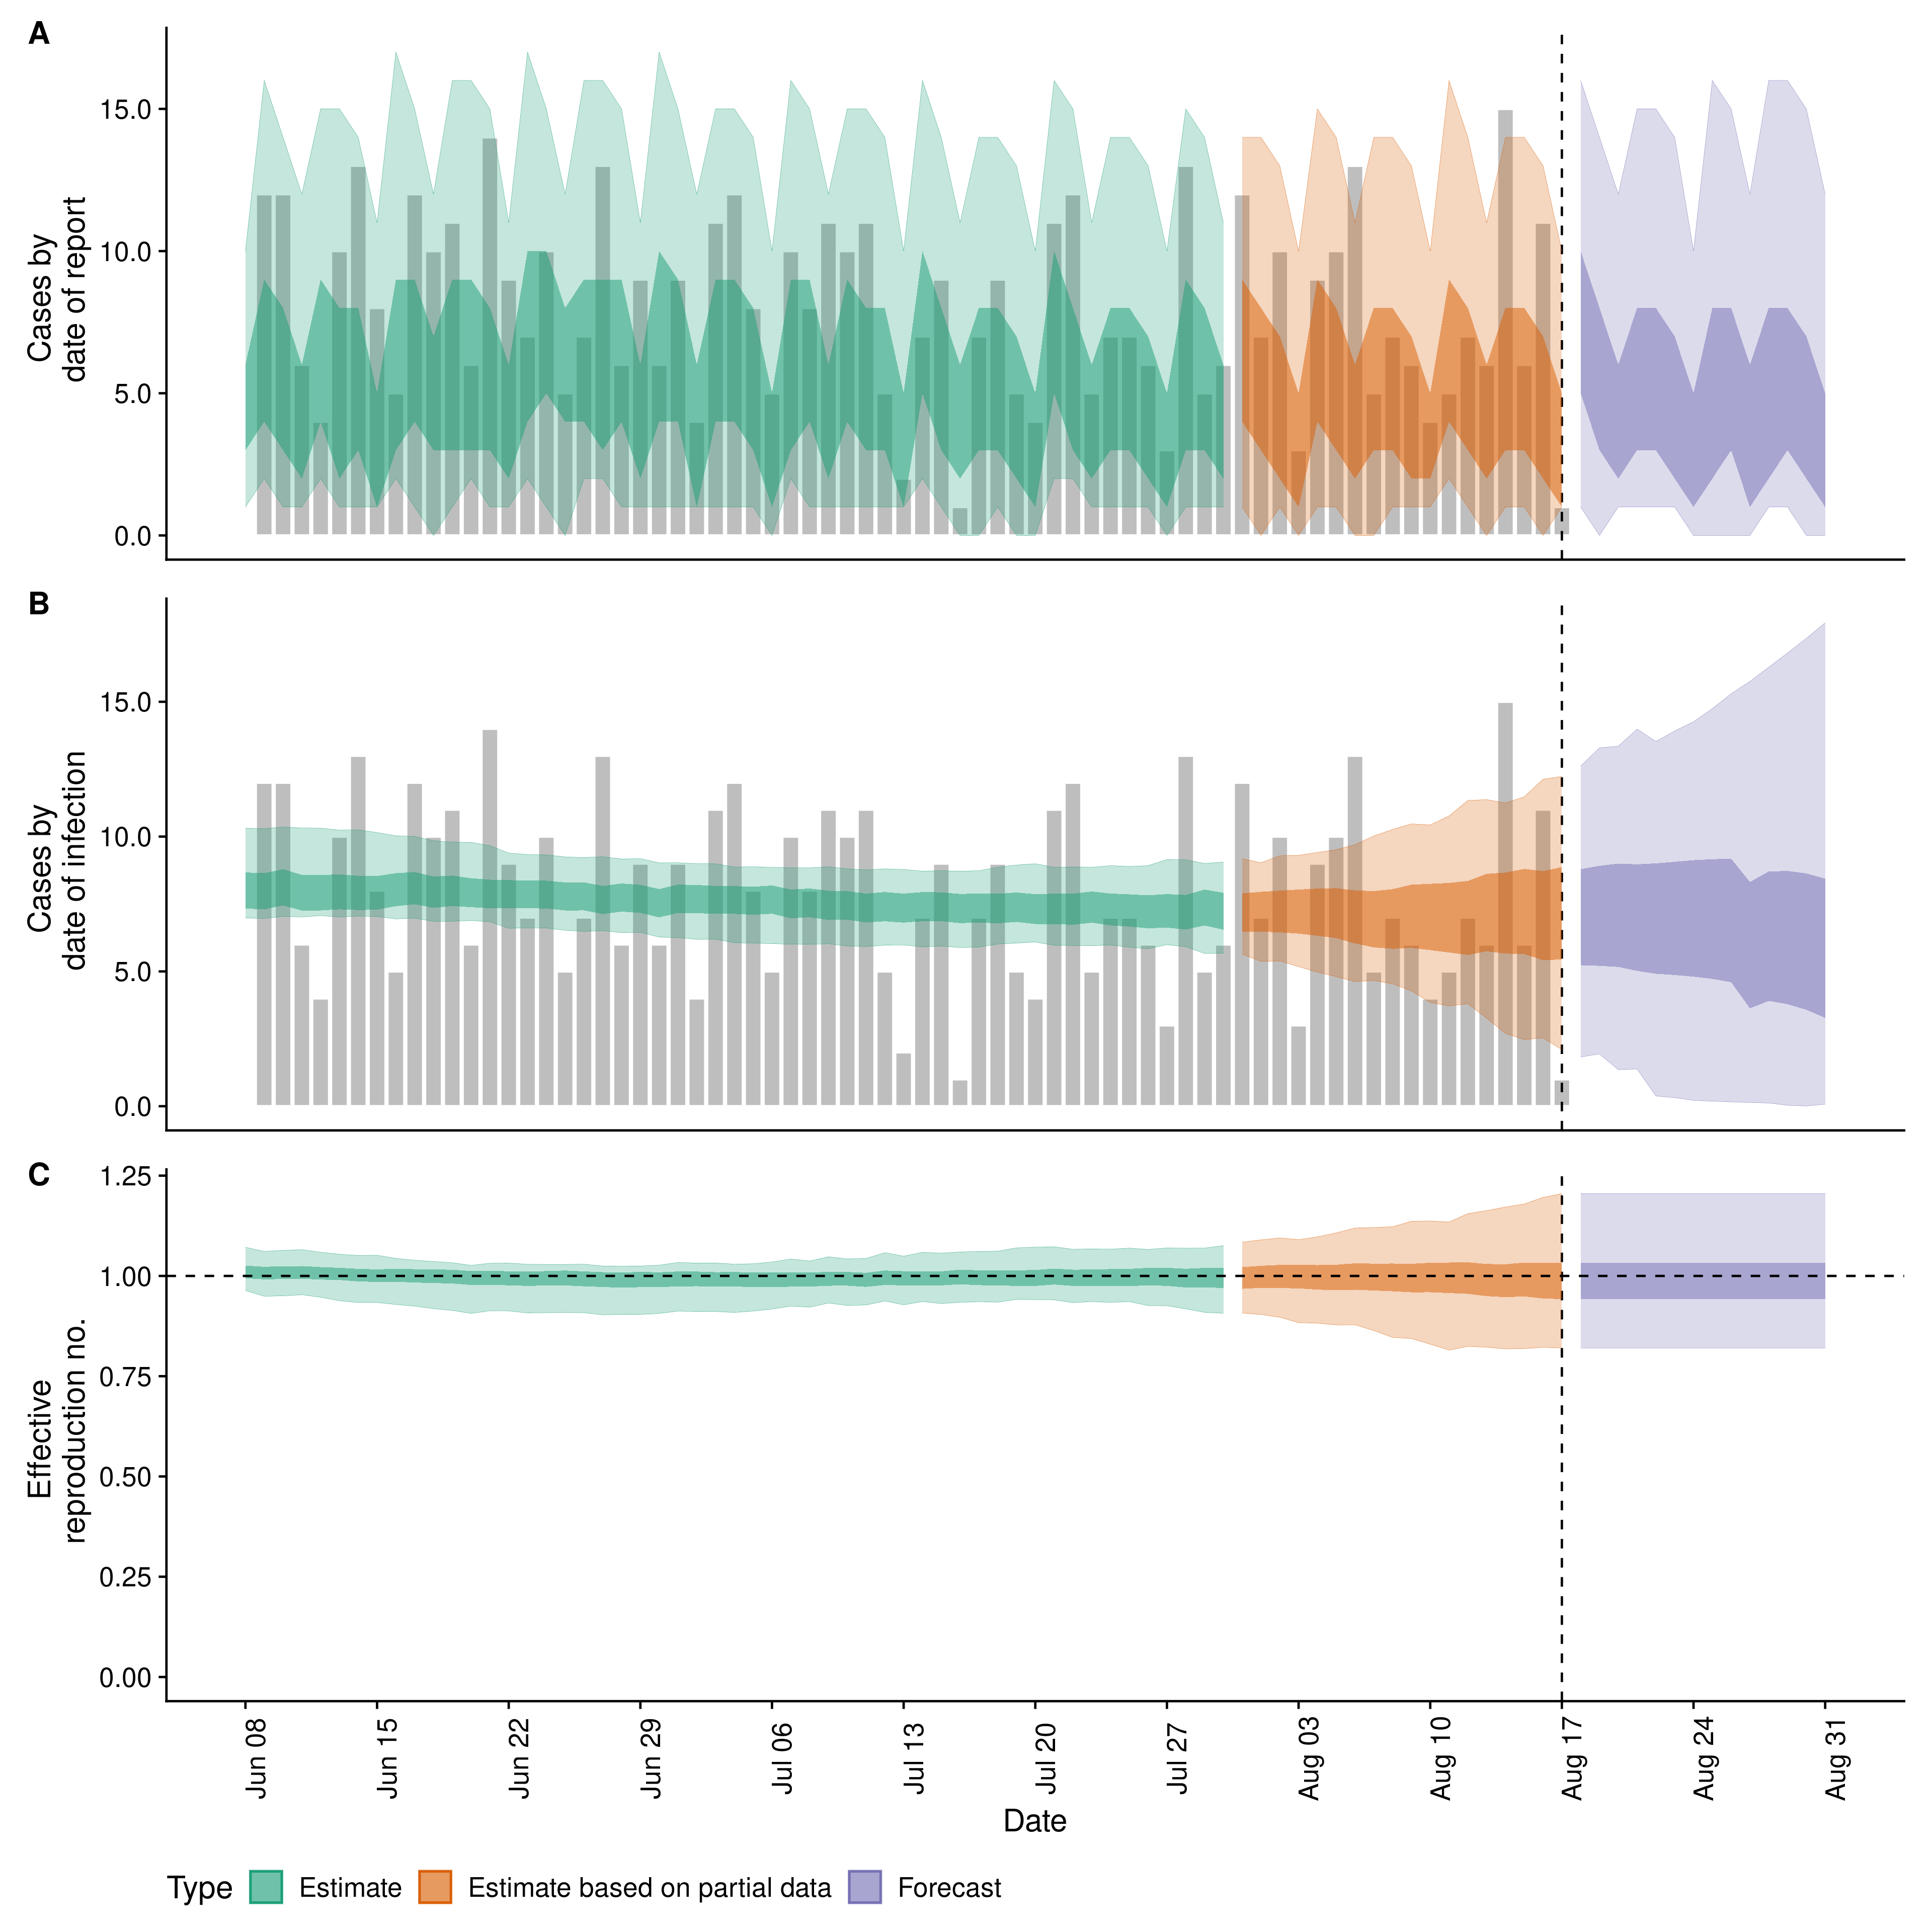 A
Cases by
date of report
15.0
10.0
5.0
0.0
B
Cases by
date of infection
15.0
10.0
5.0
0.0
C
Effective
reproduction no.
1.25
1.00
0.75
0.50
0.25
0.00
Jun 08
Jun 15
Jun 22
Jun 29
Jul 06
Jul 13
Jul 20
Jul 27
Aug 03
Aug 10
Aug 17
Aug 24
Aug 31
Date
Type Estimate Estimate based on partial data Forecast